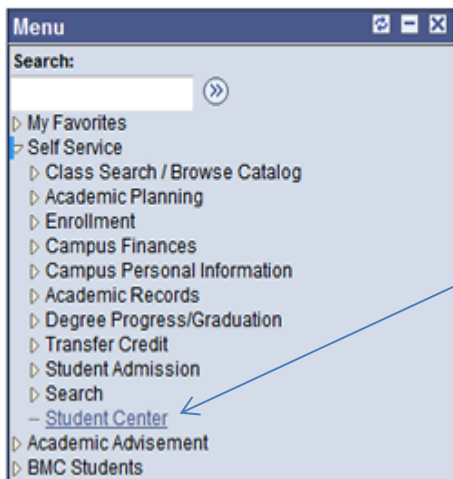 Menu
Search:
My Favorites
Self Service
Class Search / Browse Catalog
Academic Planning
Enrollment
Campus Finances
Campus Personal Information
Academic Records
Degree Progress/Graduation
Transfer Credit
Student Admission
Search
Student Center
Academic Advisement
BMC Students